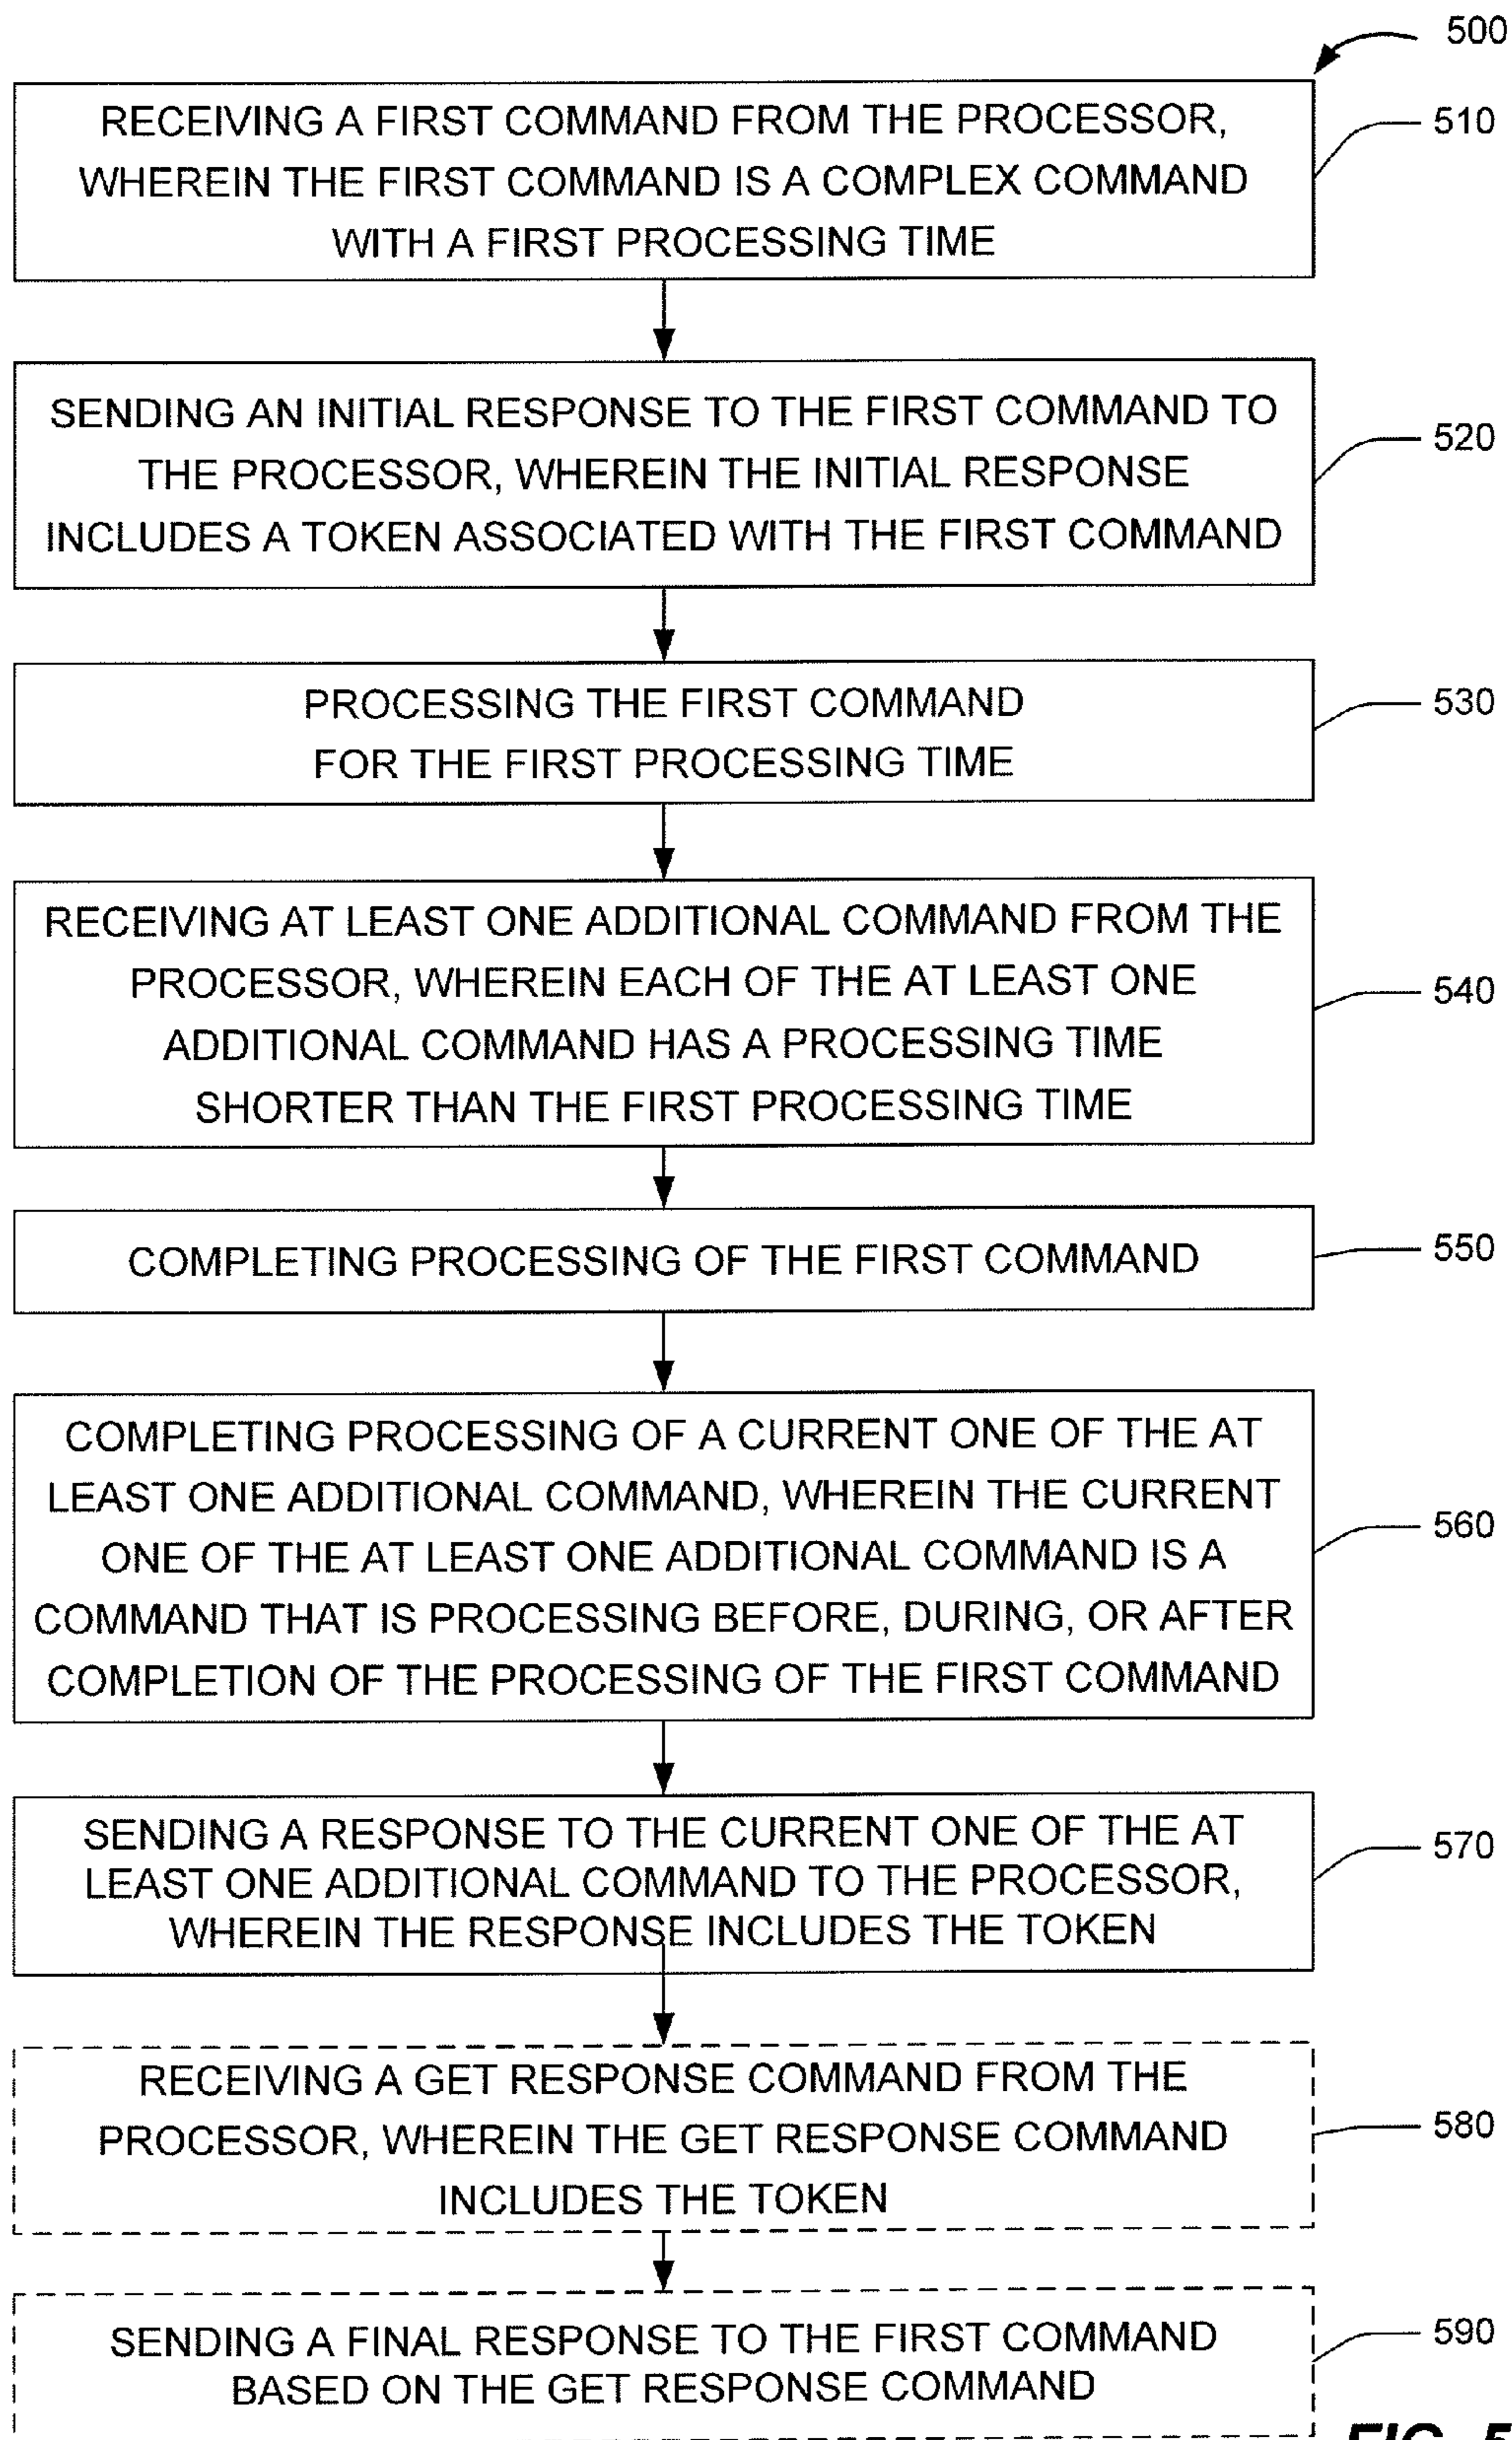 500
RECEIVING A FIRST COMMAND FROM THE PROCESSOR,
WHEREIN THE FIRST COMMAND IS A COMPLEX COMMAND
WITH A FIRST PROCESSING TIME
510
SENDING AN INITIAL RESPONSE TO THE FIRST COMMAND TO
THE PROCESSOR, WHEREIN THE INITIAL RESPONSE
INCLUDES A TOKEN ASSOCIATED WITH THE FIRST COMMAND
520
PROCESSING THE FIRST COMMAND
FOR THE FIRST PROCESSING TIME
530
RECEIVING AT LEAST ONE ADDITIONAL COMMAND FROM THE
PROCESSOR, WHEREIN EACH OF THE AT LEAST ONE
ADDITIONAL COMMAND HAS A PROCESSING TIME
SHORTER THAN THE FIRST PROCESSING TIME
540
COMPLETING PROCESSING OF THE FIRST COMMAND
550
COMPLETING PROCESSING OF A CURRENT ONE OF THE AT
LEAST ONE ADDITIONAL COMMAND, WHEREIN THE CURRENT
ONE OF THE AT LEAST ONE ADDITIONAL COMMAND IS A
COMMAND THAT IS PROCESSING BEFORE, DURING, OR AFTER
COMPLETION OF THE PROCESSING OF THE FIRST COMMAND
560
SENDING A RESPONSE TO THE CURRENT ONE OF THE AT
LEAST ONE ADDITIONAL COMMAND TO THE PROCESSOR,
WHEREIN THE RESPONSE INCLUDES THE TOKEN
570
RECEIVING A GET RESPONSE COMMAND FROM THE
PROCESSOR, WHEREIN THE GET RESPONSE COMMAND
INCLUDES THE TOKEN
580
SENDING A FINAL RESPONSE TO THE FIRST COMMAND
BASED ON THE GET RESPONSE COMMAND
590
FIG. 5